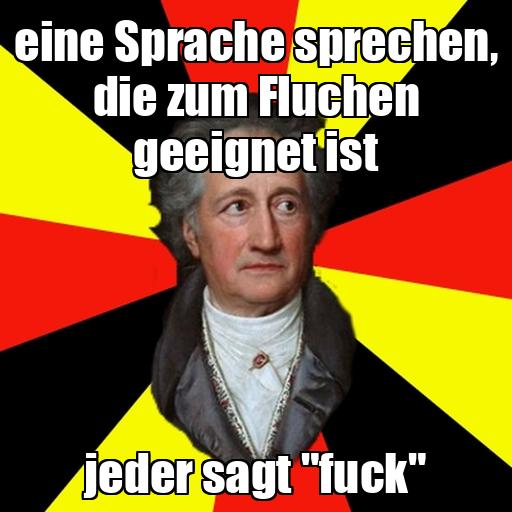 eine Sprache sprechen,
die zum Fluchen
geeignet ist
jeder sagt "fuck"